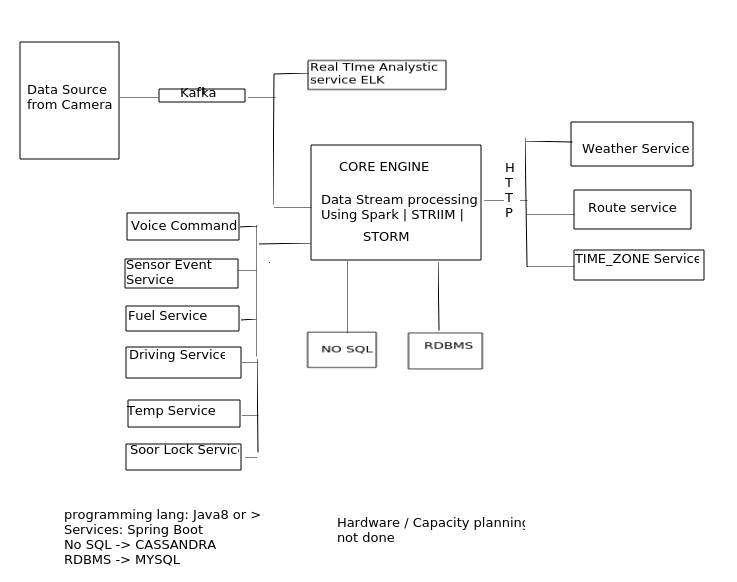 Data Source
from Camera
Kafka
Real TIme Analystic
service ELK
CORE ENGINE
Data Stream processing
Using Spark | STRIIM |
STORM
H
T
T
P
Weather Service
Route service
TIME_ZONE Service
Voice Command
Sensor Event
Service
Fuel Service
Driving Service
Temp Service
Soor Lock Servic
NO SQL
RDBMS
programming lang: Java8 or >
Services: Spring Boot
No SQL -> CASSANDRA
RDBMS -> MYSQL
Hardware / Capacity planning
not done